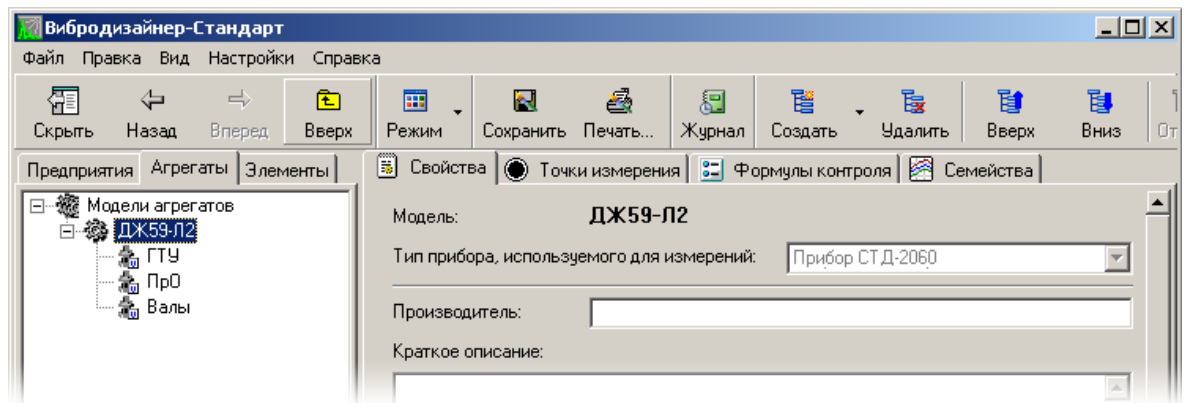 Вибродизайнер-Стандарт
Файл Правка Вид Настройки Справка
Скрыть Назад Вперед Вверх Режим Сохранить Печать... Журнал Создать Удалить Вверх Вниз
Предприятия Агрегаты Элементы Свойства Точки измерения Формулы контроля Семейства
Модели агрегатов
ДЖ59-Л2
ГТУ
ПрО
Валы
Модель: ДЖ59-Л2
Тип прибора, используемого для измерений: Прибор СТД-2060
Производитель:
Краткое описание: